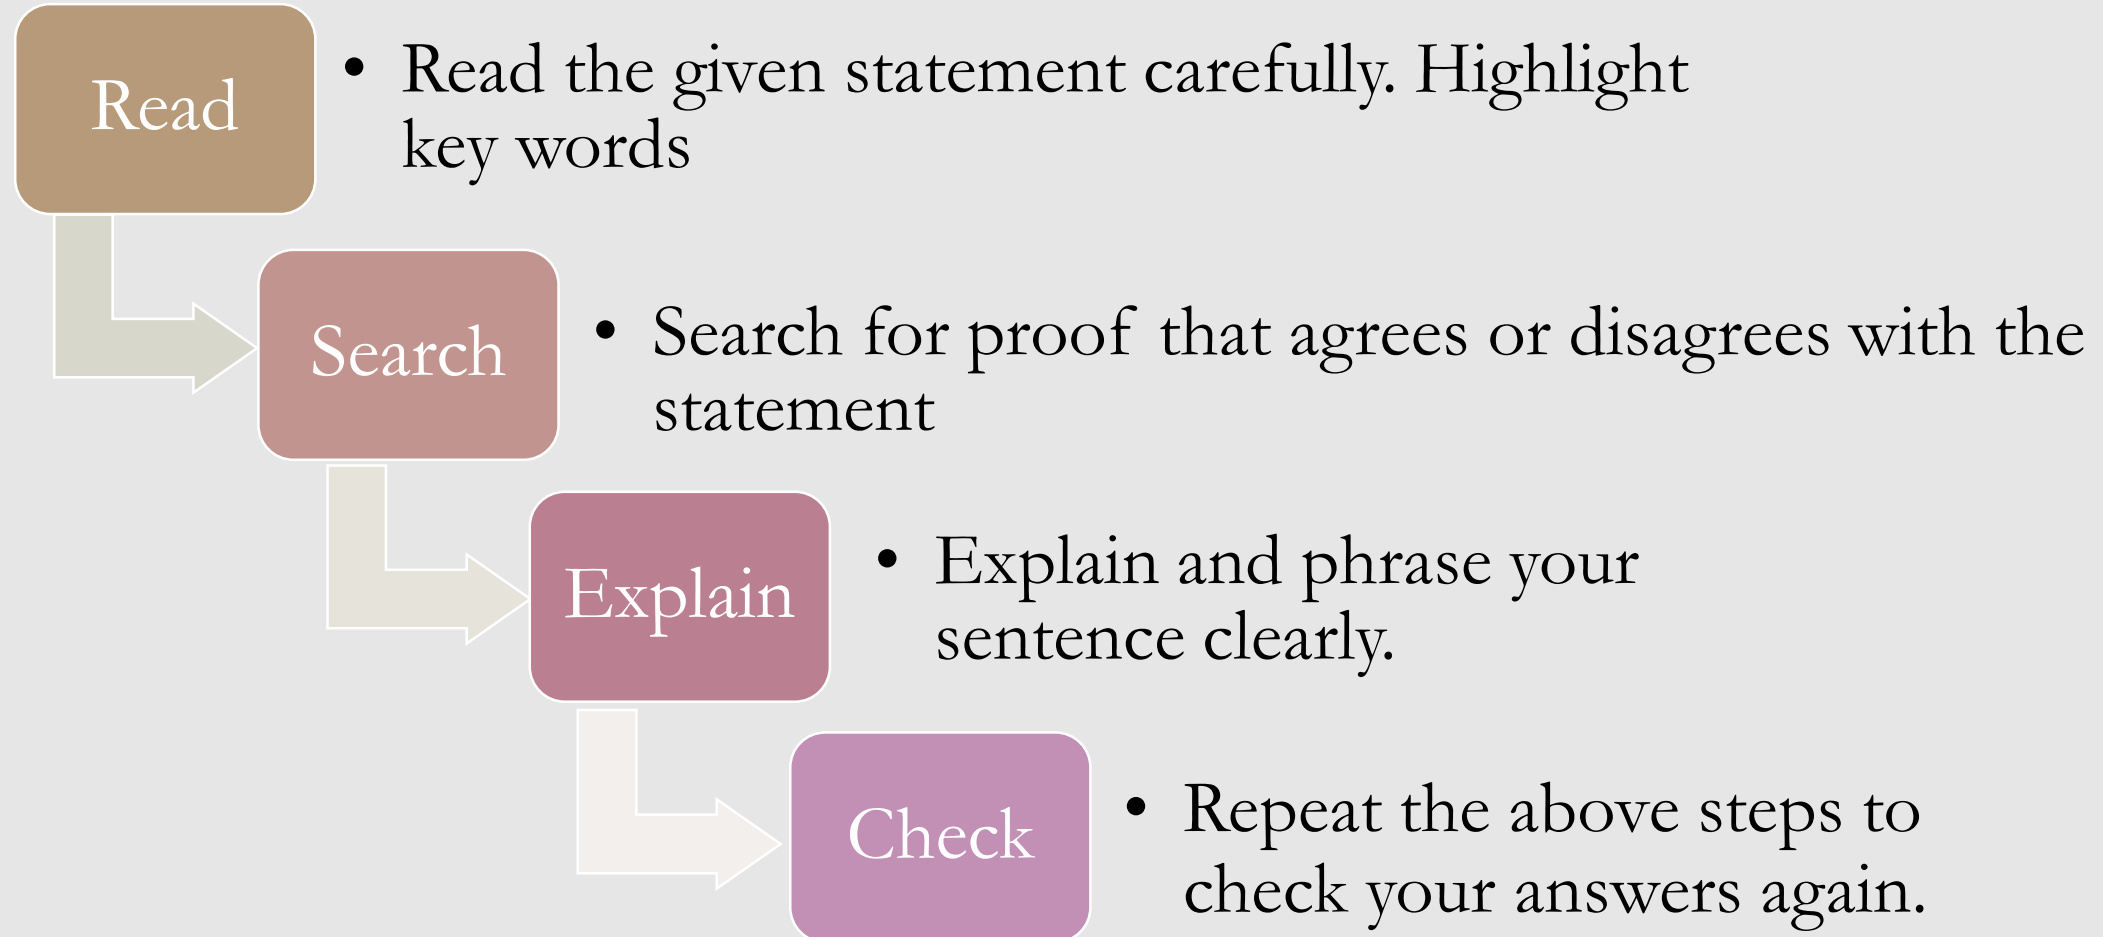 Read
• Read the given statement carefully. Highlight
key words
Search
• Search for proof that agrees or disagrees with the
statement
Explain
• Explain and phrase your
sentence clearly.
Check
• Repeat the above steps to
check your answers again.